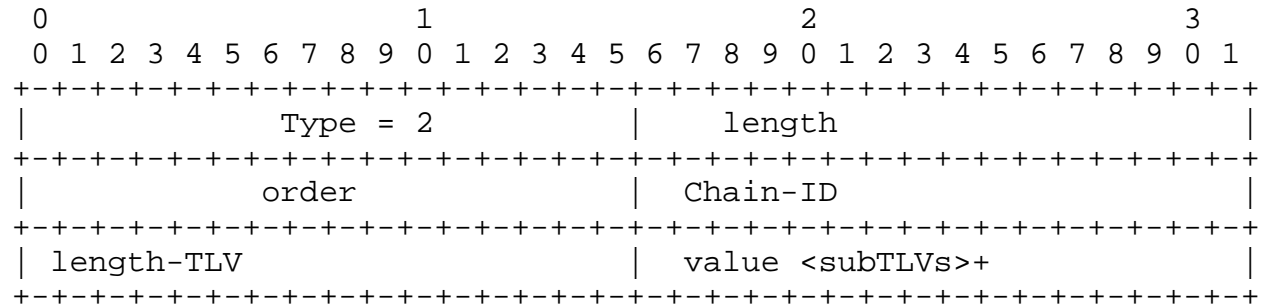 0                   1                   2                   3
 0 1 2 3 4 5 6 7 8 9 0 1 2 3 4 5 6 7 8 9 0 1 2 3 4 5 6 7 8 9 0 1
+-+-+-+-+-+-+-+-+-+-+-+-+-+-+-+-+-+-+-+-+-+-+-+-+-+-+-+-+-+-+-+-+
|             Type = 2          |    length                     |
+-+-+-+-+-+-+-+-+-+-+-+-+-+-+-+-+-+-+-+-+-+-+-+-+-+-+-+-+-+-+-+-+
|            order              |  Chain-ID                     |
+-+-+-+-+-+-+-+-+-+-+-+-+-+-+-+-+-+-+-+-+-+-+-+-+-+-+-+-+-+-+-+-+
| length-TLV                    |  value <subTLVs>+             |
+-+-+-+-+-+-+-+-+-+-+-+-+-+-+-+-+-+-+-+-+-+-+-+-+-+-+-+-+-+-+-+-+